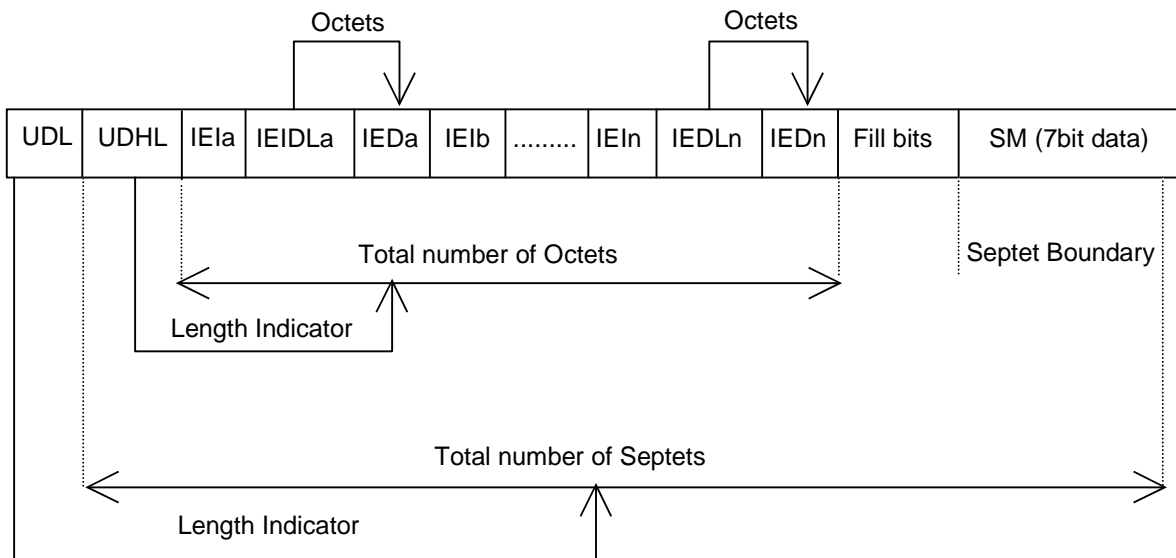 Octets Octets
UDL UDHL IEIa IEIDLa IEDa IEIb ......... IEIn IEDLn IEDn Fill bits SM (7bit data)
Total number of Octets Septet Boundary
Length Indicator
Total number of Septets
Length Indicator